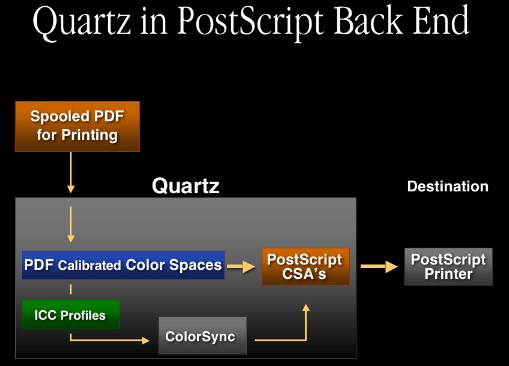 Quartz in PostScript Back End
Spooled PDF
for Printing
Quartz
Destination
PDF Calibrated Color Spaces
PostScript
CSA's
PostScript
Printer
ICC Profiles
ColorSync